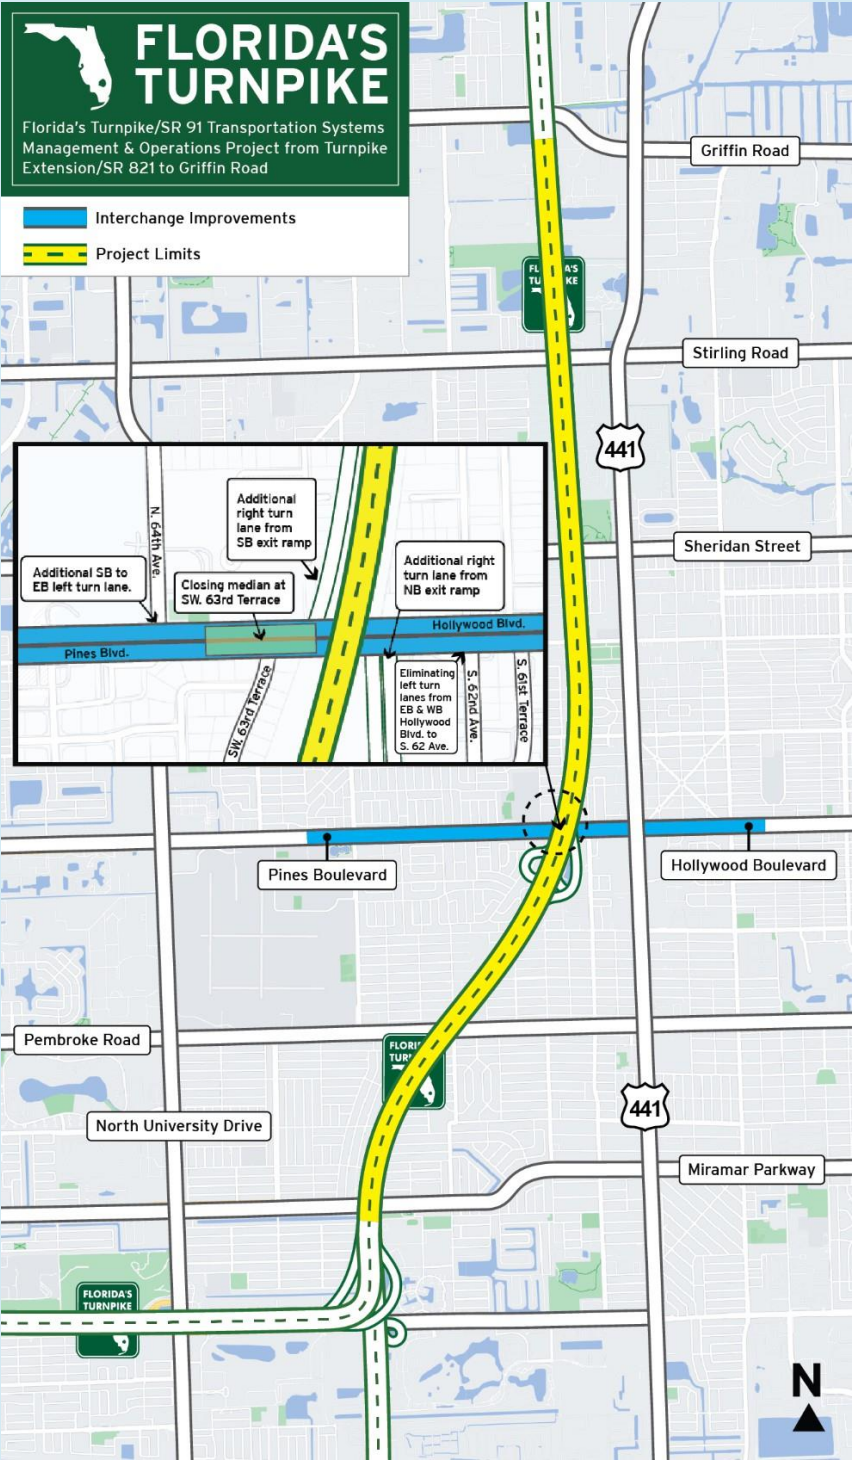 FLORIDA'S
TURNPIKE
Florida's Turnpike/SR 91 Transportation Systems
Management & Operations Project from Turnpike
Extension/SR 821 to Griffin Road
Interchange Improvements
Project Limits
Griffin Road
Stirling Road
441
Sheridan Street
N. 64th Ave.
Additional
right turn
lane from
SB exit ramp
Additional SB to
EB left turn lane.
Closing median at
SW. 63rd Terrace
Additional right
turn lane from
NB exit ramp
Hollywood Blvd.
Pines Blvd.
SW. 63rd Terrace
Eliminating
left turn
lanes from
EB & WB
Hollywood
Blvd. to
S. 62 Ave.
S. 62nd Ave.
S. 61st Terrace
Pines Boulevard
Hollywood Boulevard
Pembroke Road
North University Drive
441
Miramar Parkway
FLORIDA'S
TURNPIKE
N